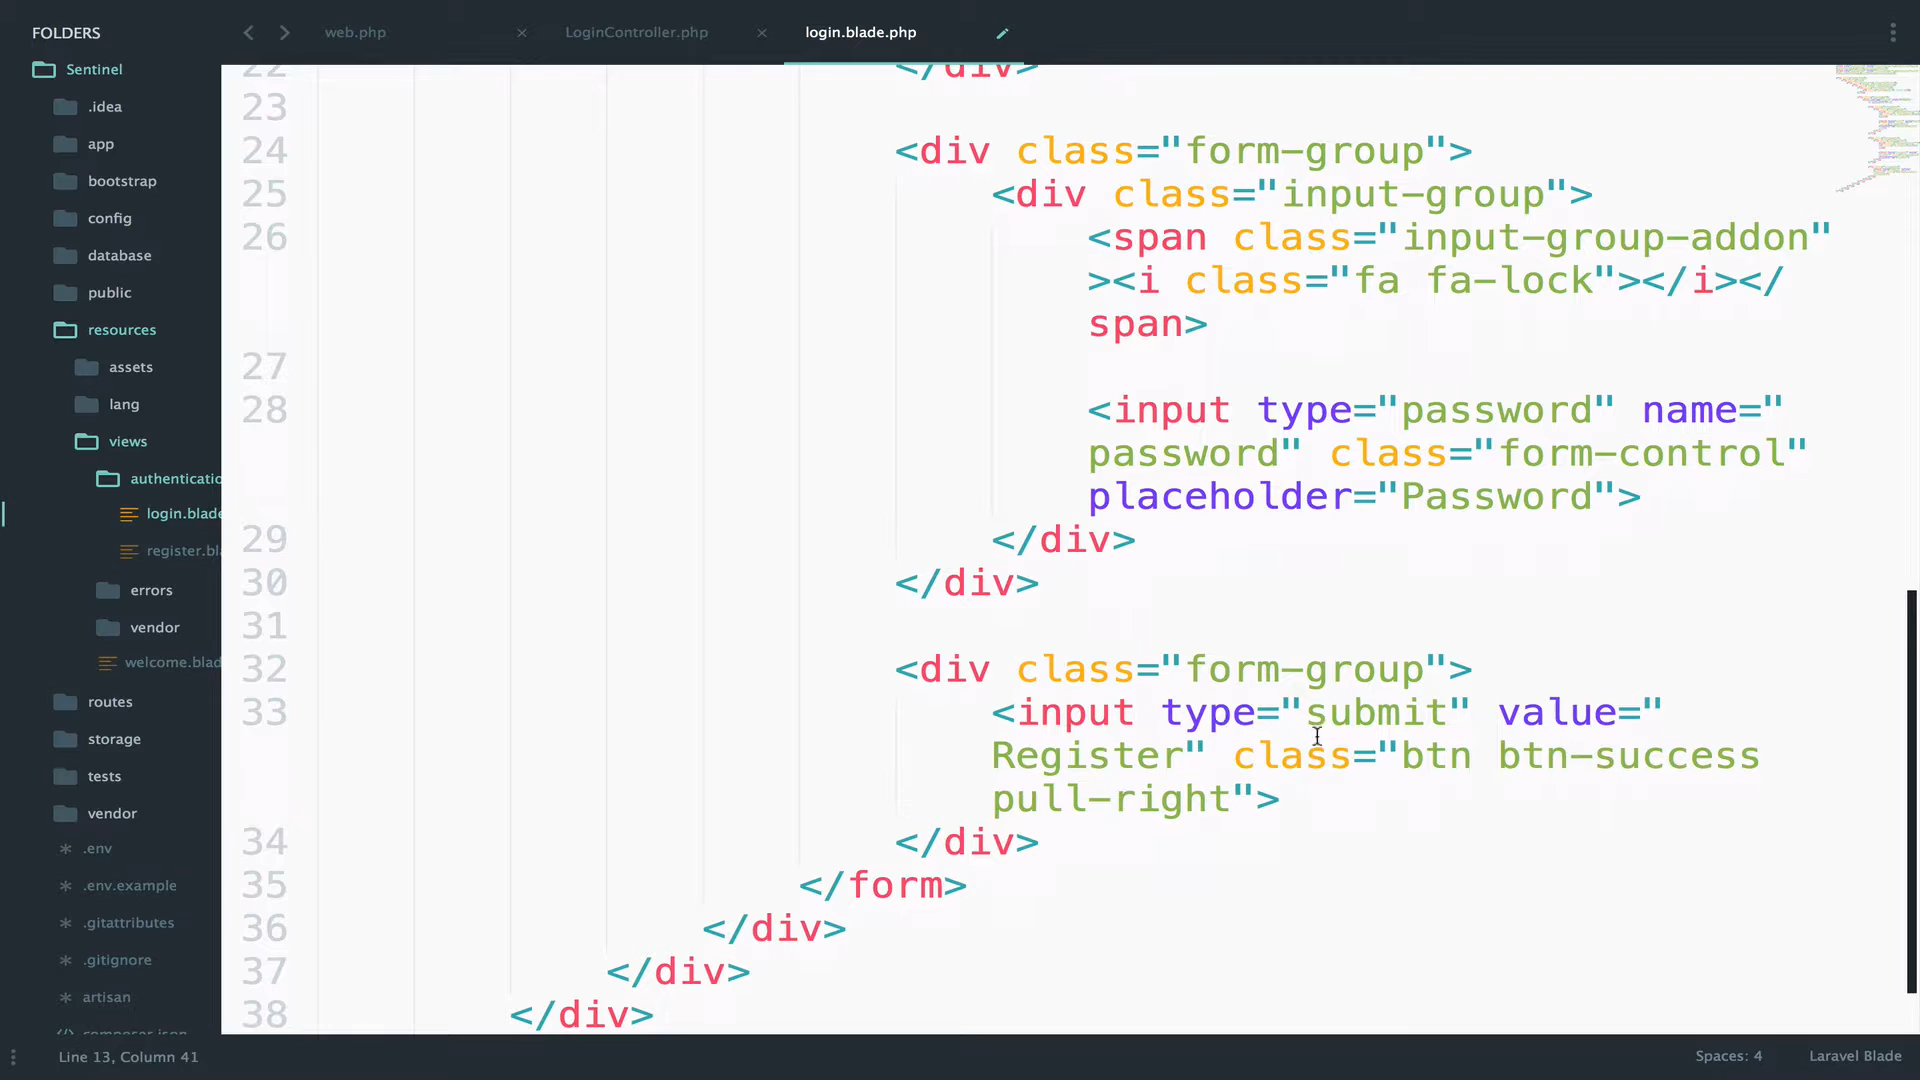 FOLDERS
web.php
LoginController.php
login.blade.php
Sentinel
.idea
app
bootstrap
config
database
public
resources
assets
lang
views
authenticatio
login.blade
register.bla
errors
vendor
welcome.blad
routes
storage
tests
vendor
.env
.env.example
.gitattributes
.gitignore
artisan
composer.json
22 </div>
23
24 <div class="form-group">
25 <div class="input-group">
26 <span class="input-group-addon"
><i class="fa fa-lock"></i></
span>
27
28 <input type="password" name="
password" class="form-control"
placeholder="Password">
29 </div>
30 </div>
31
32 <div class="form-group">
33 <input type="submit" value="
Register" class="btn btn-success
pull-right">
34 </div>
35 </form>
36 </div>
37 </div>
38 </div>
Line 13, Column 41
Spaces: 4
Laravel Blade